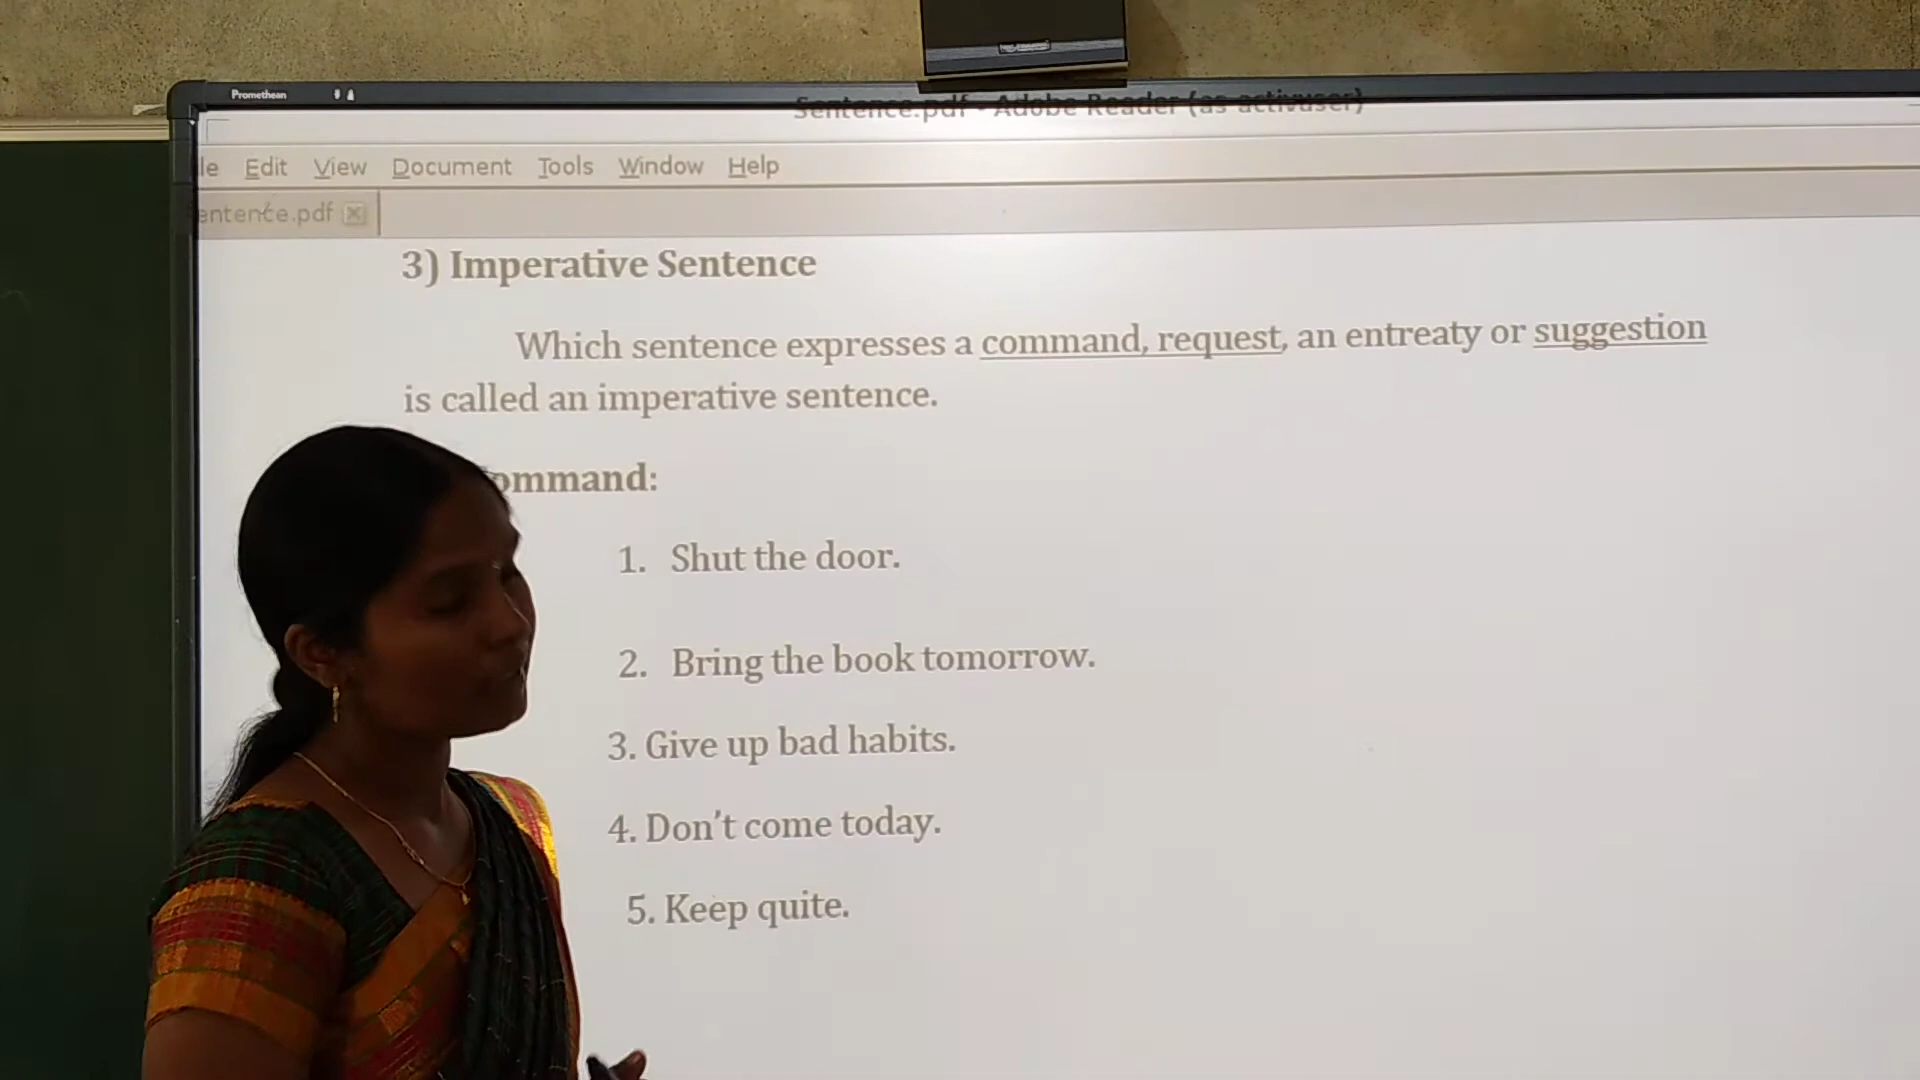 Promethean
Sentence.pdf - Adobe Reader (as activuser)
le Edit View Document Tools Window Help
entence.pdf
3) Imperative Sentence
Which sentence expresses a command, request, an entreaty or suggestion
is called an imperative sentence.
ommand:
1. Shut the door.
2. Bring the book tomorrow.
3. Give up bad habits.
4. Don't come today.
5. Keep quite.